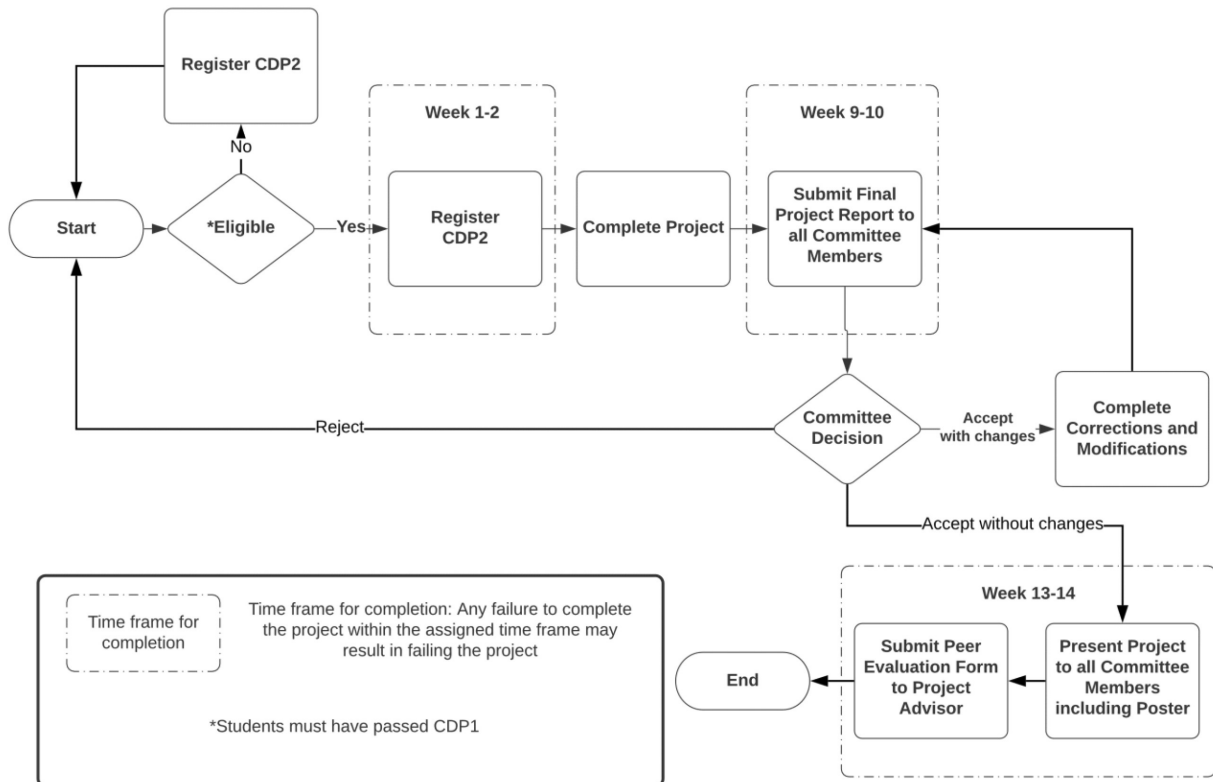 Register CDP2
No
Week 1-2
Week 9-10
Start
*Eligible
Yes
Register
CDP2
Complete Project
Submit Final
Project Report to
all Committee
Members
Committee
Decision
Accept
with changes
Complete
Corrections and
Modifications
Reject
Accept without changes
Week 13-14
Present Project
to all Committee
Members
including Poster
Submit Peer
Evaluation Form
to Project
Advisor
End
Time frame for
completion
Time frame for completion: Any failure to complete
the project within the assigned time frame may
result in failing the project
*Students must have passed CDP1